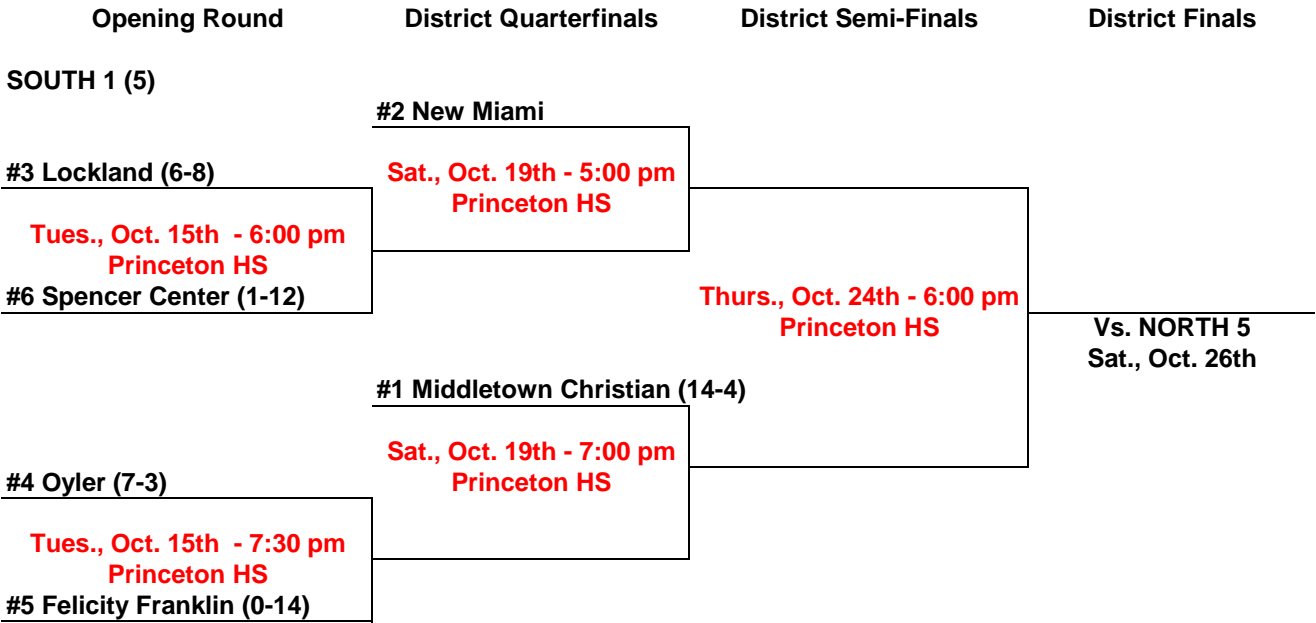 Opening Round District Quarterfinals District Semi-Finals District Finals
SOUTH 1 (5)
#2 New Miami
#3 Lockland (6-8)
Sat., Oct. 19th - 5:00 pm
Princeton HS
Tues., Oct. 15th  - 6:00 pm
Princeton HS
#6 Spencer Center (1-12)
Thurs., Oct. 24th - 6:00 pm
Princeton HS
Vs. NORTH 5
Sat., Oct. 26th
#1 Middletown Christian (14-4)
Sat., Oct. 19th - 7:00 pm
Princeton HS
#4 Oyler (7-3)
Tues., Oct. 15th  - 7:30 pm
Princeton HS
#5 Felicity Franklin (0-14)